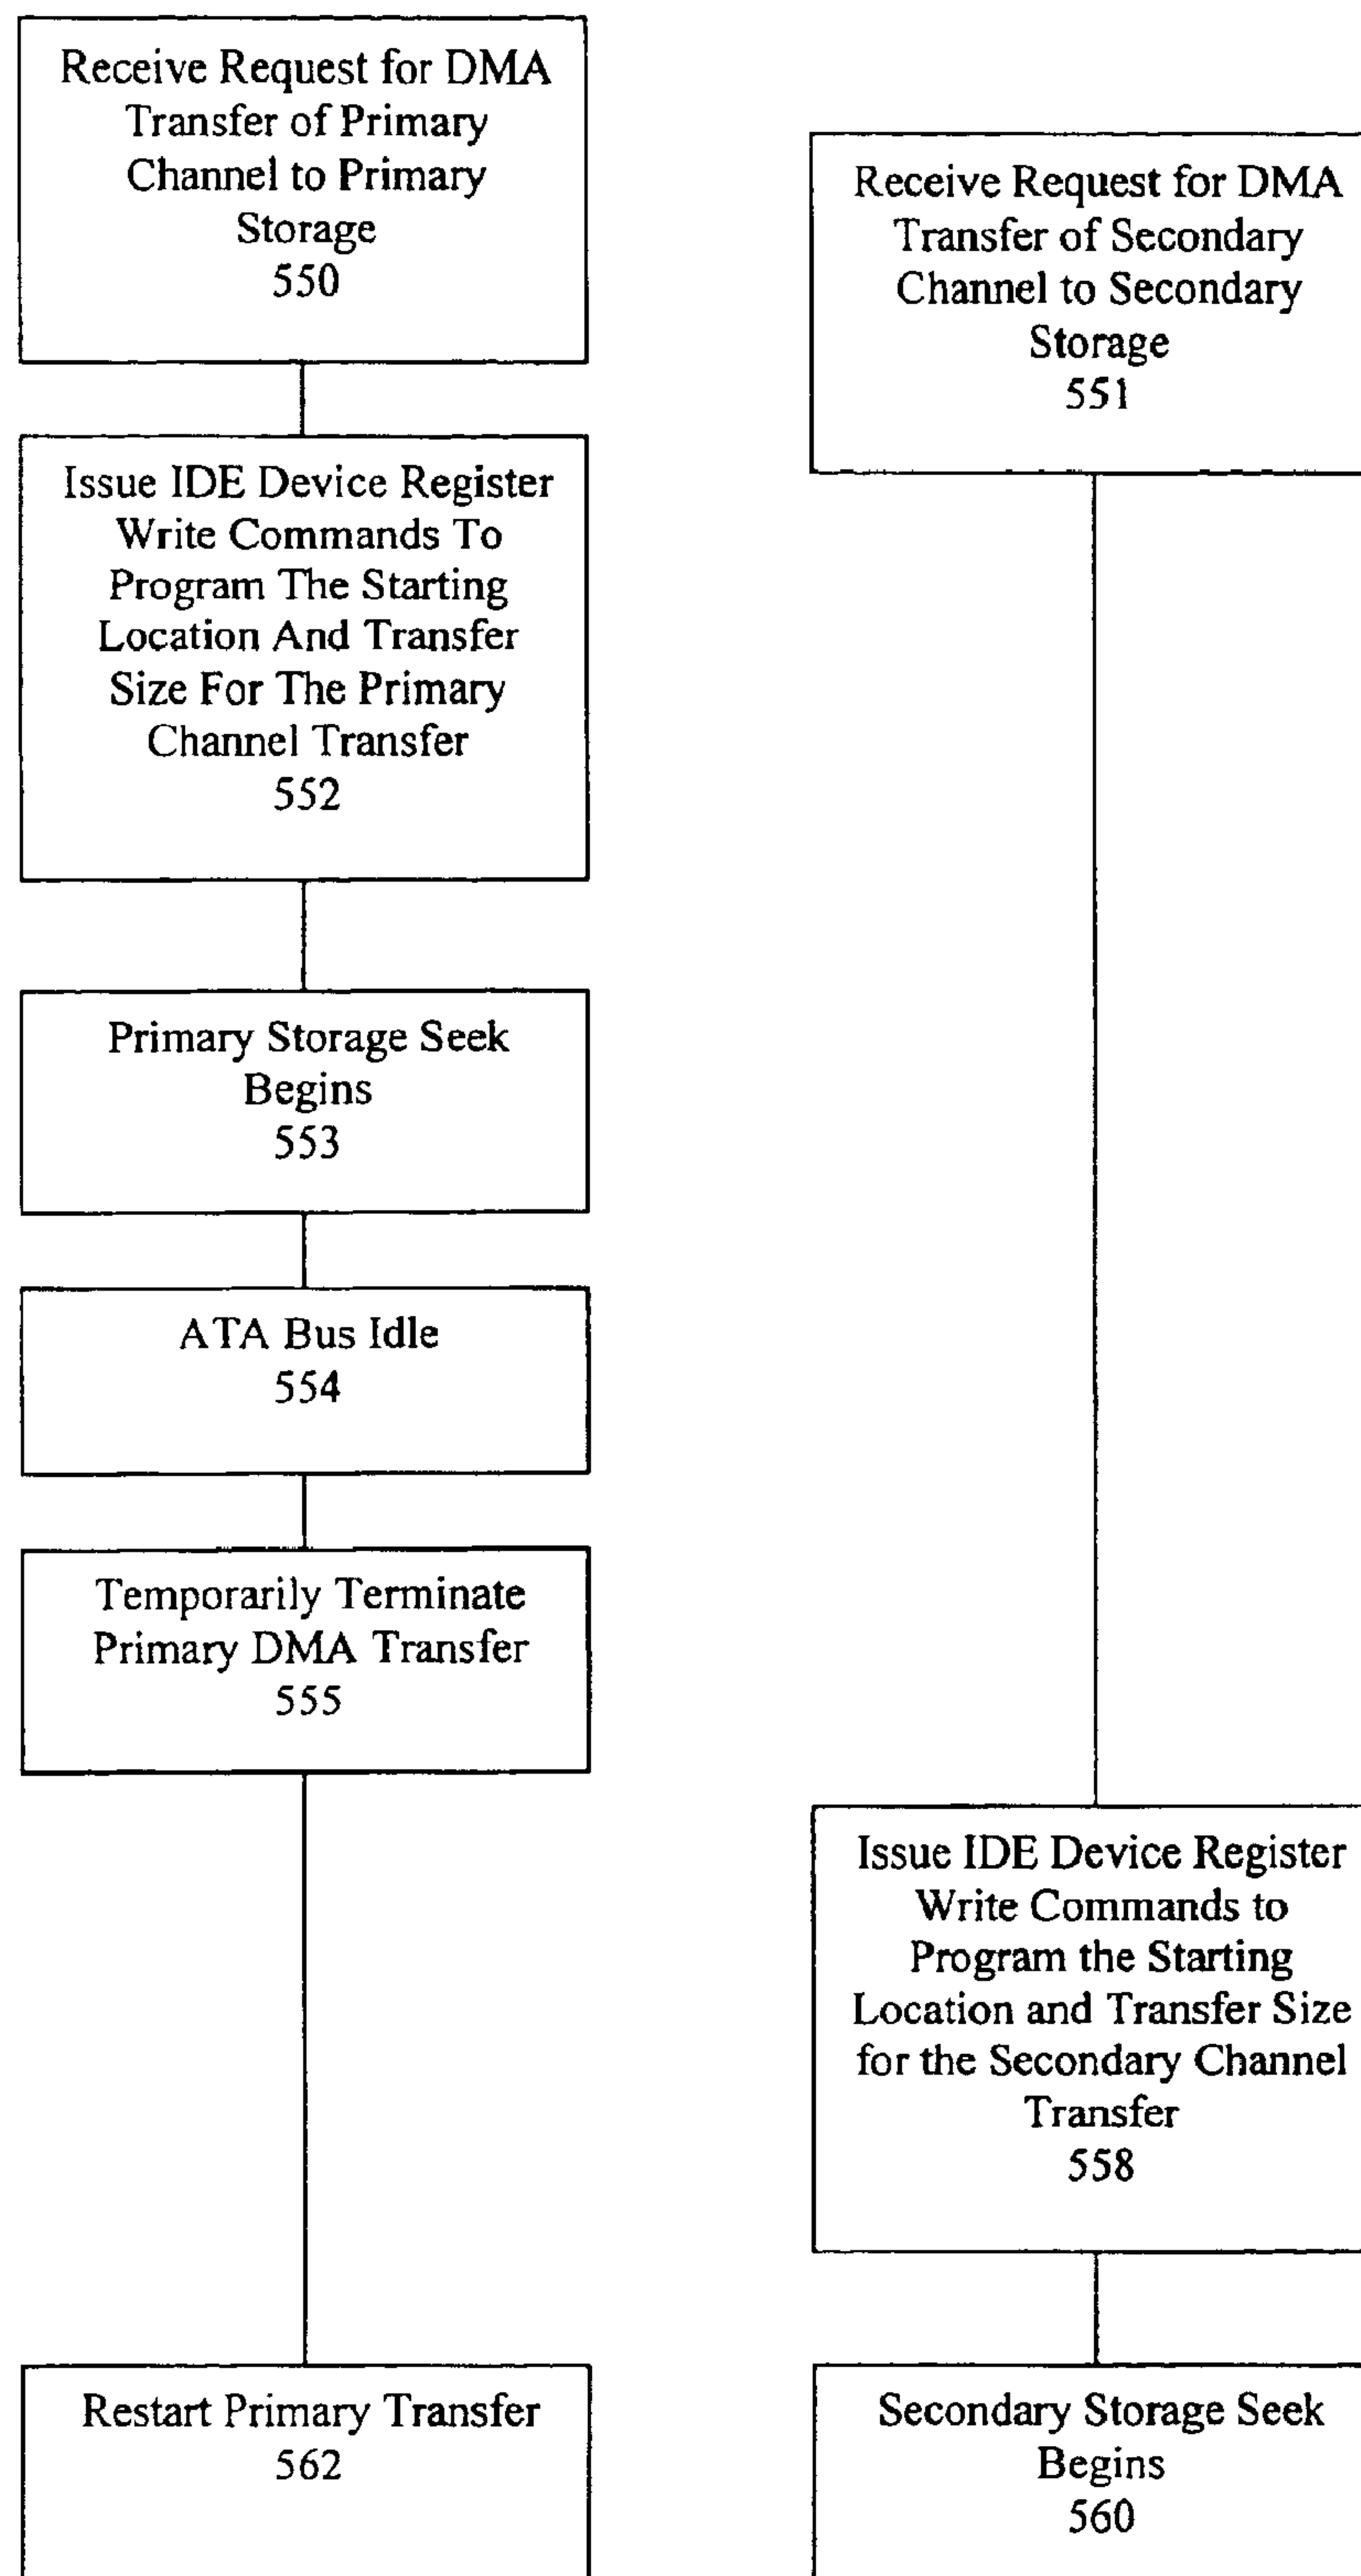 Receive Request for DMA
Transfer of Primary
Channel to Primary
Storage
550
Receive Request for DMA
Transfer of Secondary
Channel to Secondary
Storage
551
Issue IDE Device Register
Write Commands To
Program The Starting
Location And Transfer
Size For The Primary
Channel Transfer
552
Primary Storage Seek
Begins
553
ATA Bus Idle
554
Temporarily Terminate
Primary DMA Transfer
555
Issue IDE Device Register
Write Commands to
Program the Starting
Location and Transfer Size
for the Secondary Channel
Transfer
558
Restart Primary Transfer
562
Secondary Storage Seek
Begins
560